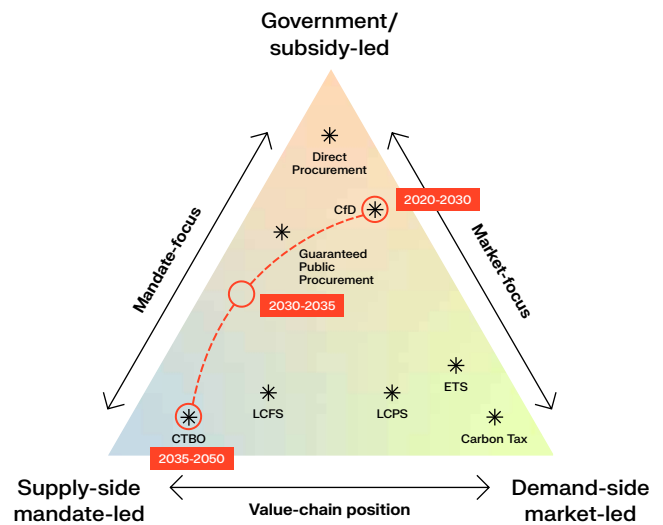 Government/
subsidy-led
Direct
Procurement
CfD
2020-2030
Mandate-focus
Market-focus
Guaranteed
Public
Procurement
2030-2035
ETS
LCFS
LCPS
CTBO
Carbon Tax
2035-2050
Supply-side
mandate-led
Value-chain position
Demand-side
market-led